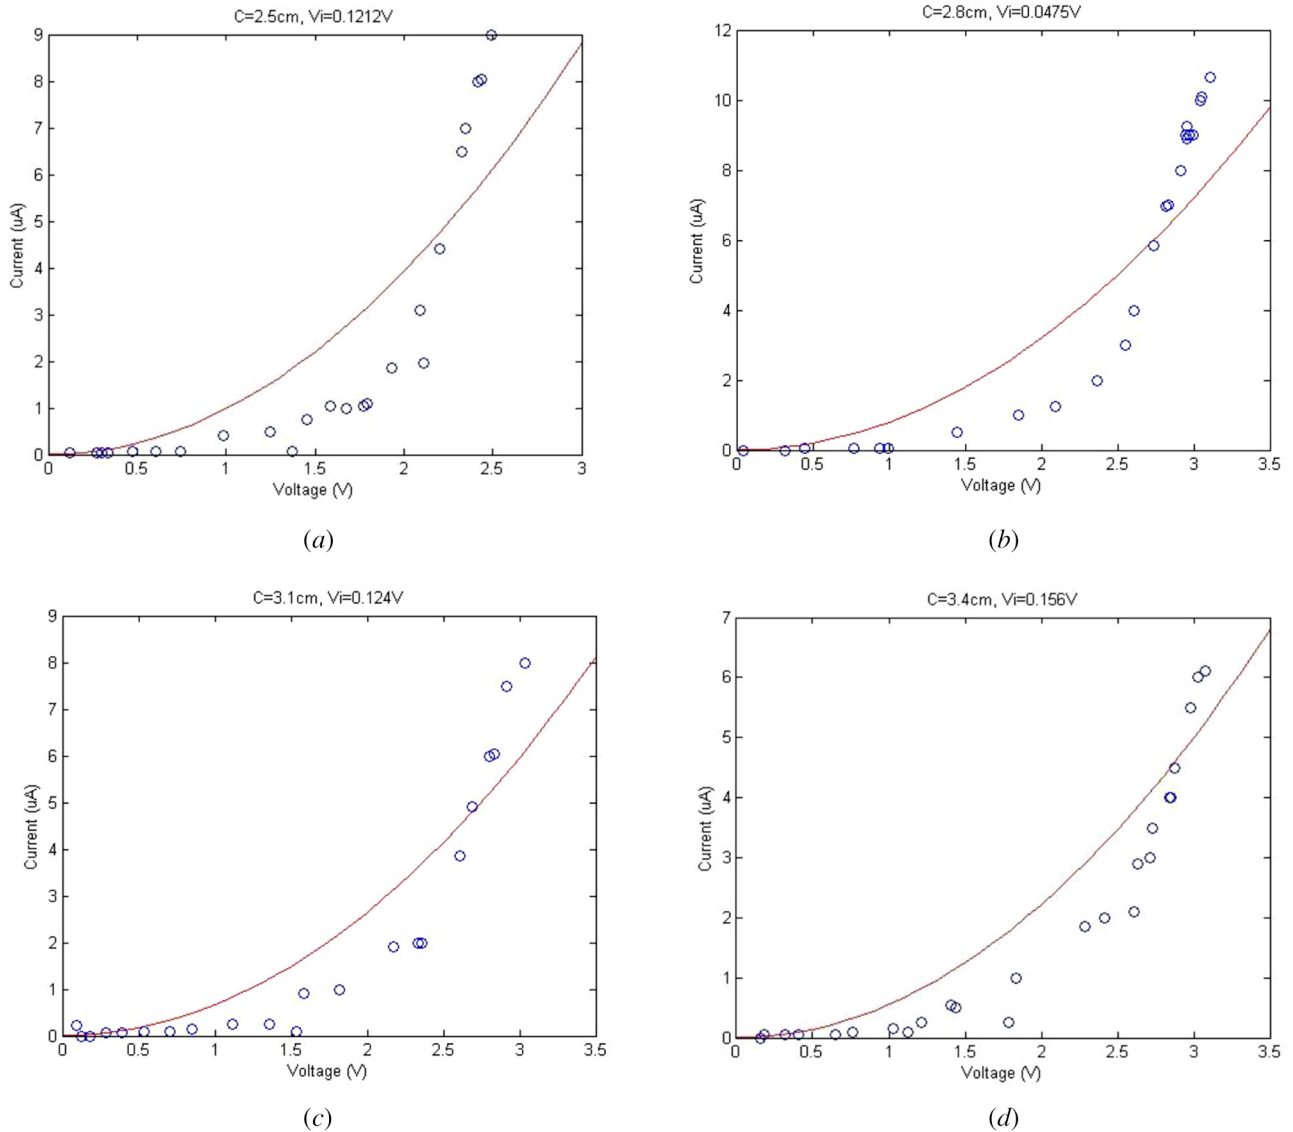 C=2.5cm, Vi=0.1212V
9
8
7
6
5
4
3
2
1
0
Current (uA)
0 0.5 1 1.5 2 2.5 3
Voltage (V)
(a)
C=2.8cm, Vi=0.0475V
12
10
8
6
4
2
0
Current (uA)
0 0.5 1 1.5 2 2.5 3 3.5
Voltage (V)
(b)
C=3.1cm, Vi=0.124V
9
8
7
6
5
4
3
2
1
0
Current (uA)
0 0.5 1 1.5 2 2.5 3 3.5
Voltage (V)
(c)
C=3.4cm, Vi=0.156V
7
6
5
4
3
2
1
0
Current (uA)
0 0.5 1 1.5 2 2.5 3 3.5
Voltage (V)
(d)